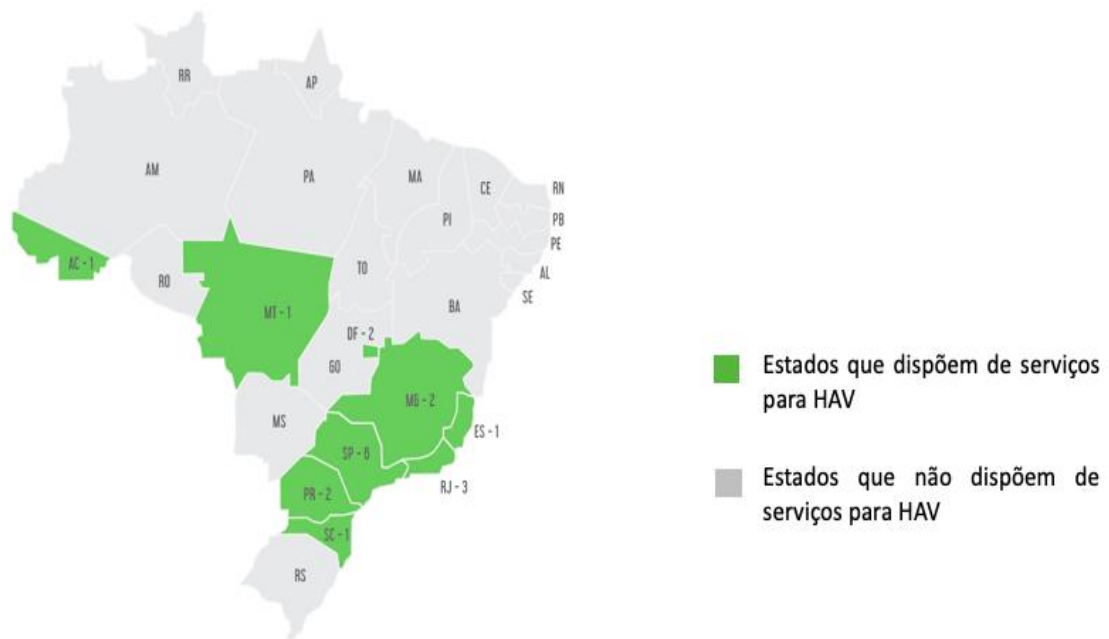 RR
AP
AM
PA
MA
CE
RN
PI
PB
PE
AC - 1
RO
TO
AL
SE
BA
MT - 1
DF - 2
GO
MG - 2
MS
ES - 1
SP - 6
RJ - 3
PR - 2
SC - 1
RS
Estados que dispõem de serviços
para HAV
Estados que não dispõem de
serviços para HAV